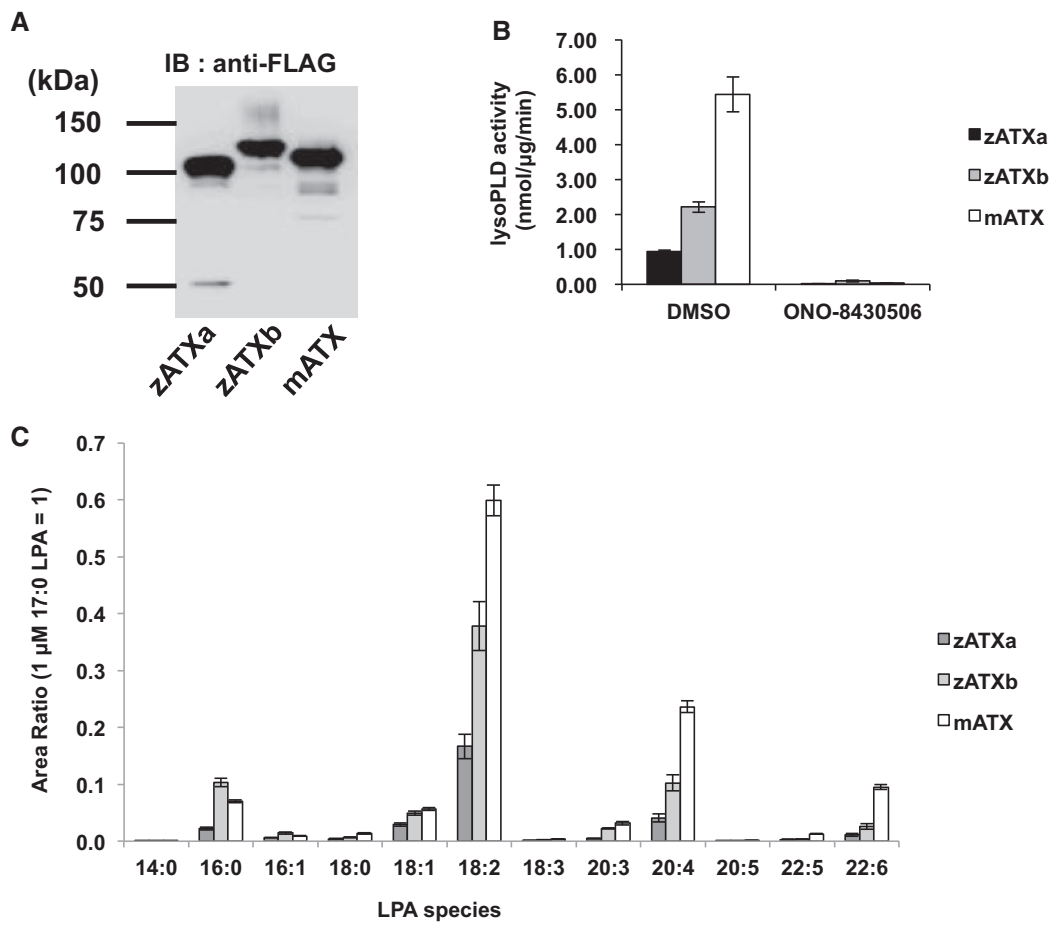 A
IB : anti-FLAG
(kDa)
150
100
75
50
zATXa
zATXb
mATX
B
lysoPLD activity
(nmol/µg/min)
7.00
6.00
5.00
4.00
3.00
2.00
1.00
0.00
DMSO
ONO-8430506
zATXa
zATXb
mATX
C
Area Ratio (1 µM 17:0 LPA = 1)
0.7
0.6
0.5
0.4
0.3
0.2
0.1
0.0
14:0 16:0 16:1 18:0 18:1 18:2 18:3 20:3 20:4 20:5 22:5 22:6
LPA species
zATXa
zATXb
mATX